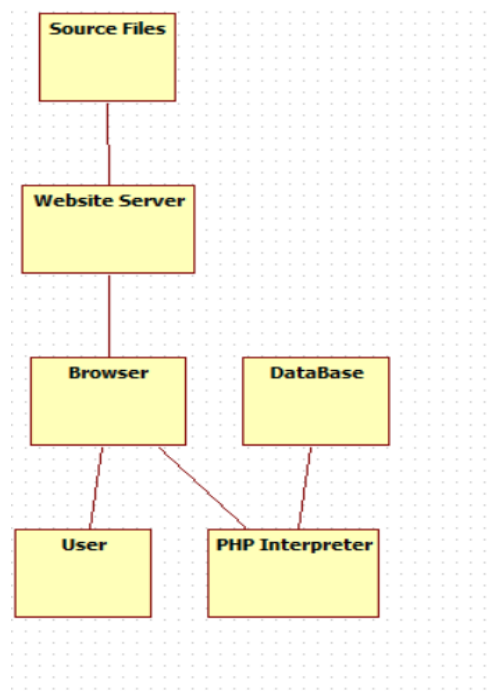 Source Files
Website Server
Browser
DataBase
User
PHP Interpreter